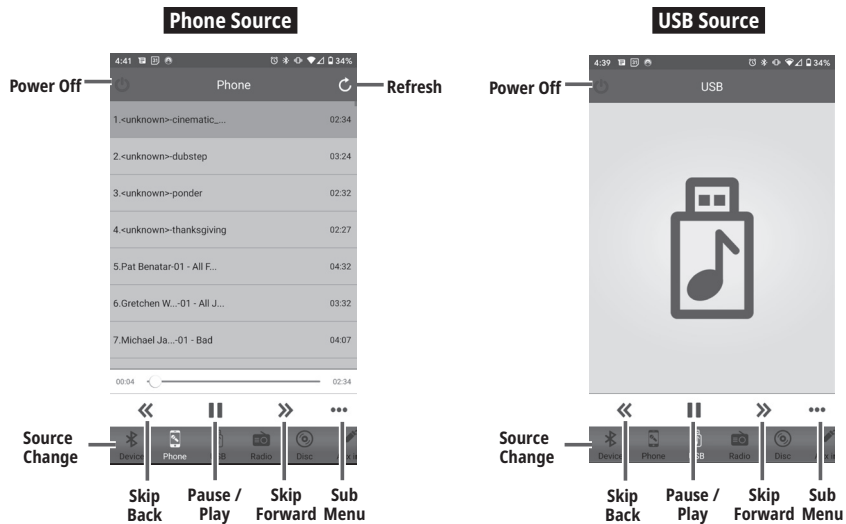 Phone Source
4:41 31 34%
Power Off
Phone
Refresh
1.<unknown>-cinematic_... 02:34
2.<unknown>-dubstep 03:24
3.<unknown>-ponder 02:32
4.<unknown>-thanksgiving 02:27
5.Pat Benatar-01 - All F... 04:32
6.Gretchen W...-01 - All J... 03:32
7.Michael Ja...-01 - Bad 04:07
00:04 02:34
Source
Change
Device Phone USB Radio Disc
Skip
Back
Pause /
Play
Skip
Forward
Sub
Menu
USB Source
4:39 31 34%
Power Off
USB
Source
Change
Device Phone USB Radio Disc
Skip
Back
Pause /
Play
Skip
Forward
Sub
Menu